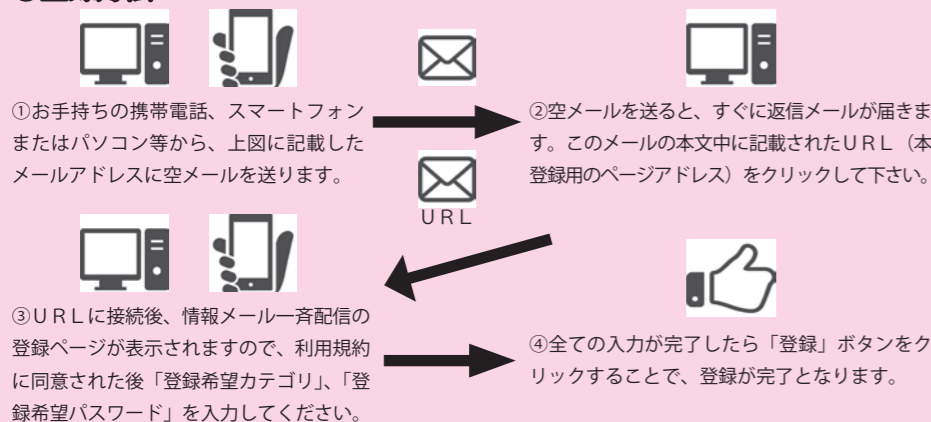 ①お手持ちの携帯電話、スマートフォン
またはパソコン等から、上図に記載した
メールアドレスに空メールを送ります。
②空メールを送ると、すぐに返信メールが届きま
す。このメールの本文中に記載されたＵＲＬ（本
登録用のページアドレス）をクリックして下さい。
ＵＲＬ
③ＵＲＬに接続後、情報メール一斉配信の
登録ページが表示されますので、利用規約
に同意された後「登録希望カテゴリ」、「登
録希望パスワード」を入力してください。
④全ての入力が完了したら「登録」ボタンをク
リックすることで、登録が完了となります。